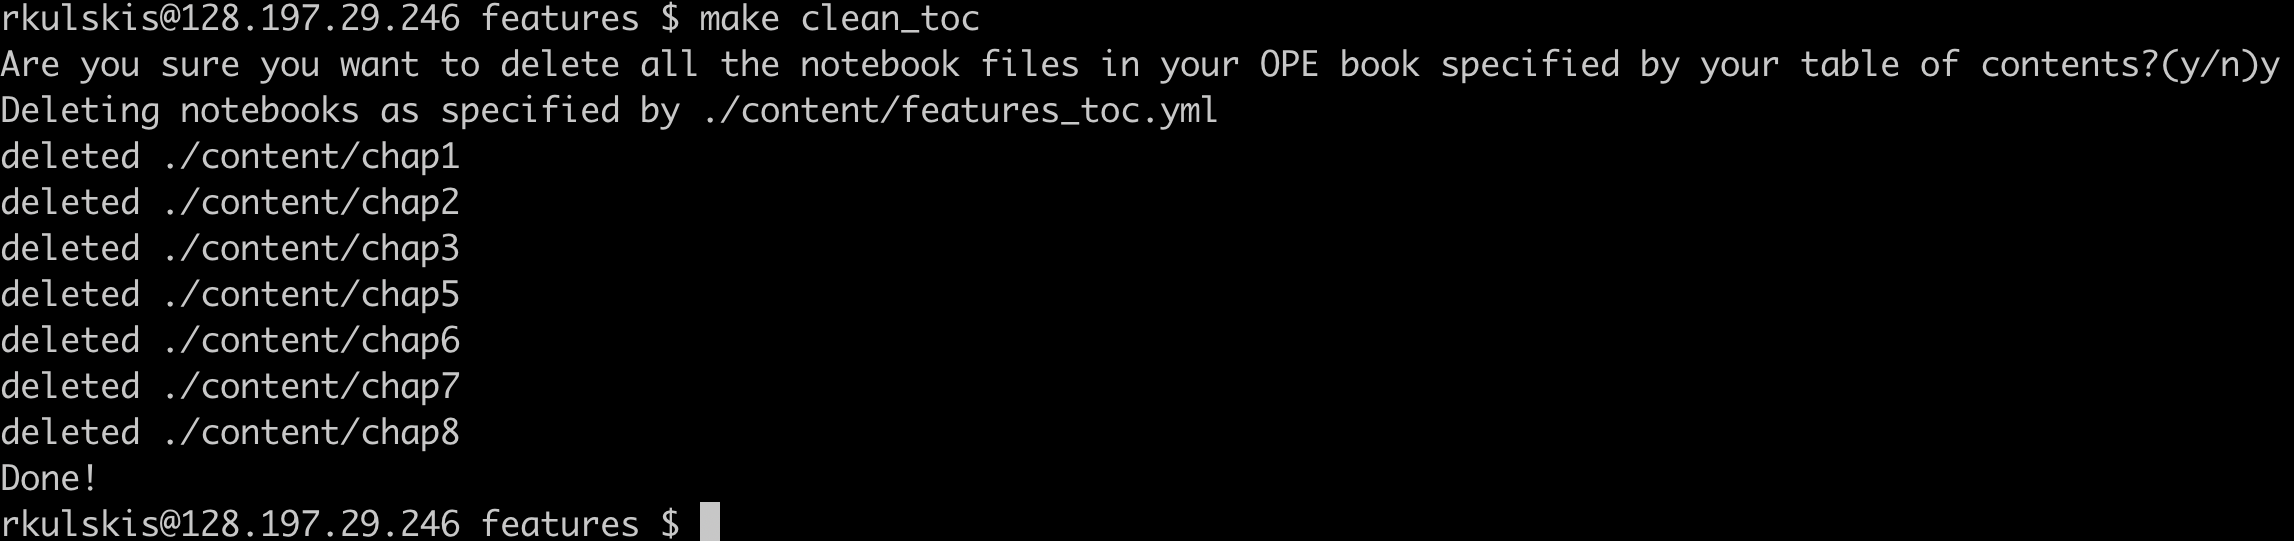 rkulskis@128.197.29.246 features $ make clean_toc
Are you sure you want to delete all the notebook files in your OPE book specified by your table of contents?(y/n)y
Deleting notebooks as specified by ./content/features_toc.yml
deleted ./content/chap1
deleted ./content/chap2
deleted ./content/chap3
deleted ./content/chap5
deleted ./content/chap6
deleted ./content/chap7
deleted ./content/chap8
Done!
rkulskis@128.197.29.246 features $